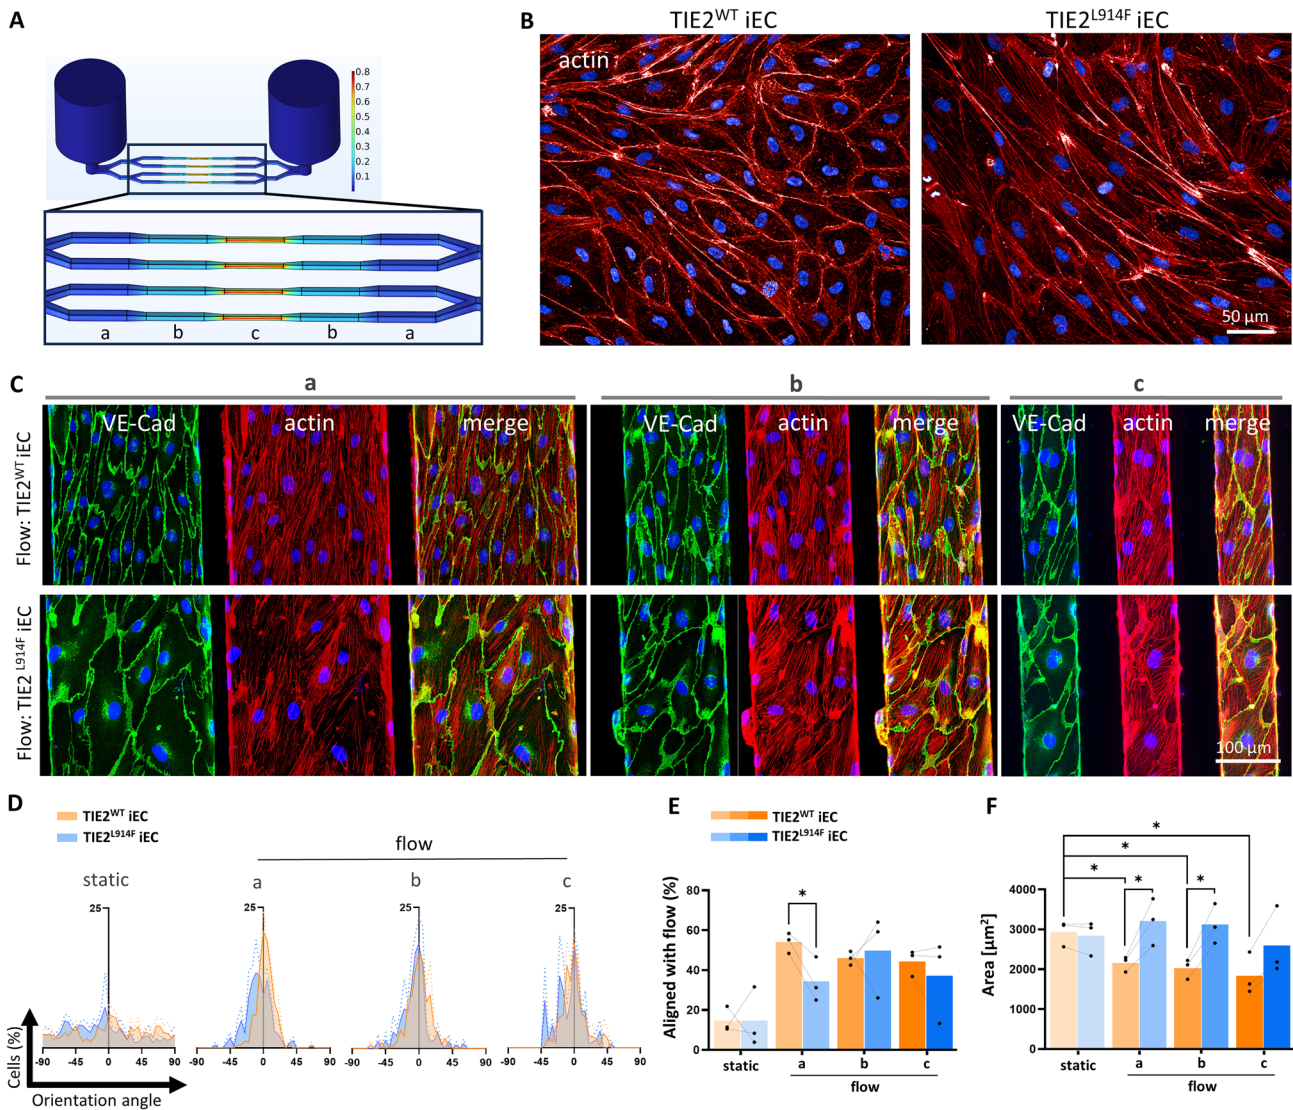 A
0.8
0.7
0.6
0.5
0.4
0.3
0.2
0.1
a b c b a
B
TIE2WT iEC
TIE2L914F iEC
actin
50 µm
C
a
b
c
Flow: TIE2WT iEC
VE-Cad actin merge
VE-Cad actin merge
VE-Cad actin merge
Flow: TIE2 L914F iEC
100 µm
D
TIE2WT iEC
TIE2L914F iEC
flow
static a b c
25 25 25 25
-90 -45 0 45 90
-90 -45 0 45 90
-90 -45 0 45 90
-90 -45 0 45 90
Cells (%)
Orientation angle
E
TIE2WT iEC
TIE2L914F iEC
Aligned with flow (%)
80
60
40
20
0
*
static a b c
flow
F
Area [µm2]
4000
3000
2000
1000
0
*
*
* * *
static a b c
flow